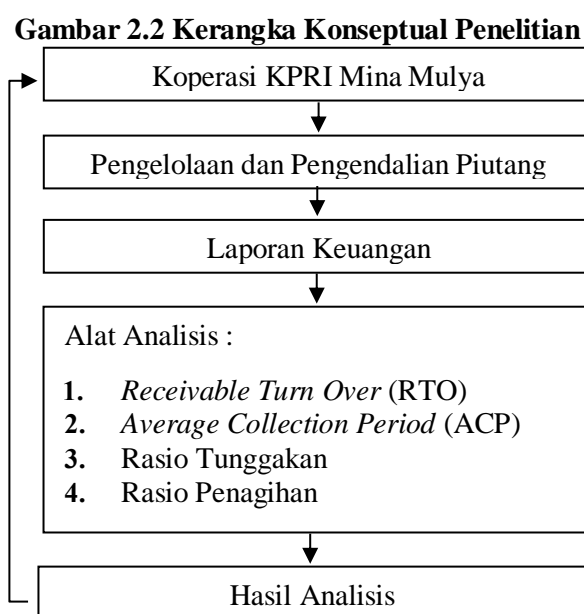 Gambar 2.2 Kerangka Konseptual Penelitian
Koperasi KPRI Mina Mulya
Pengelolaan dan Pengendalian Piutang
Laporan Keuangan
Alat Analisis :
1. Receivable Turn Over (RTO)
2. Average Collection Period (ACP)
3. Rasio Tunggakan
4. Rasio Penagihan
Hasil Analisis